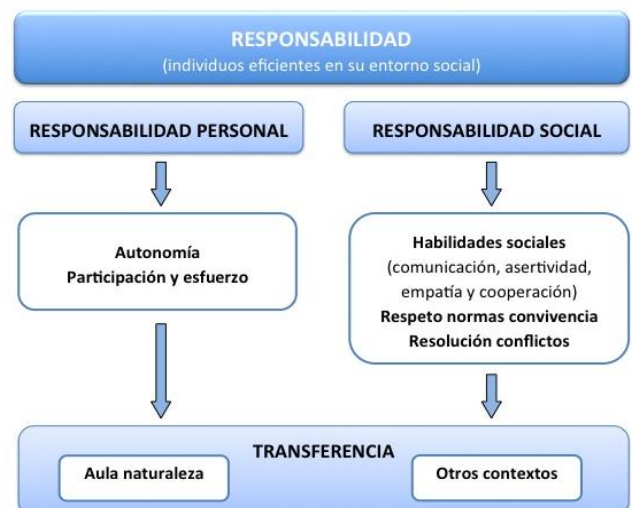 RESPONSABILIDAD
(individuos eficientes en su entorno social)
RESPONSABILIDAD PERSONAL
RESPONSABILIDAD SOCIAL
Autonomía
Participación y esfuerzo
Habilidades sociales
(comunicación, asertividad,
empatía y cooperación)
Respeto normas convivencia
Resolución conflictos
TRANSFERENCIA
Aula naturaleza
Otros contextos